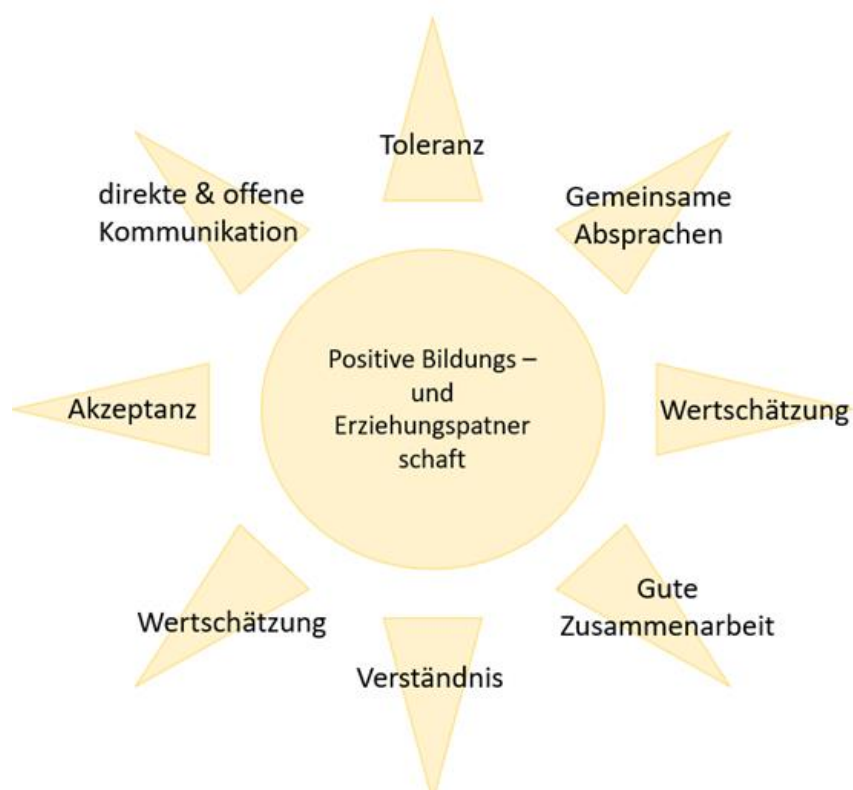 Toleranz
Gemeinsame
Absprachen
Wertschätzung
Gute
Zusammenarbeit
Verständnis
Wertschätzung
Akzeptanz
direkte & offene
Kommunikation
Positive Bildungs –
und
Erziehungspatner
schaft